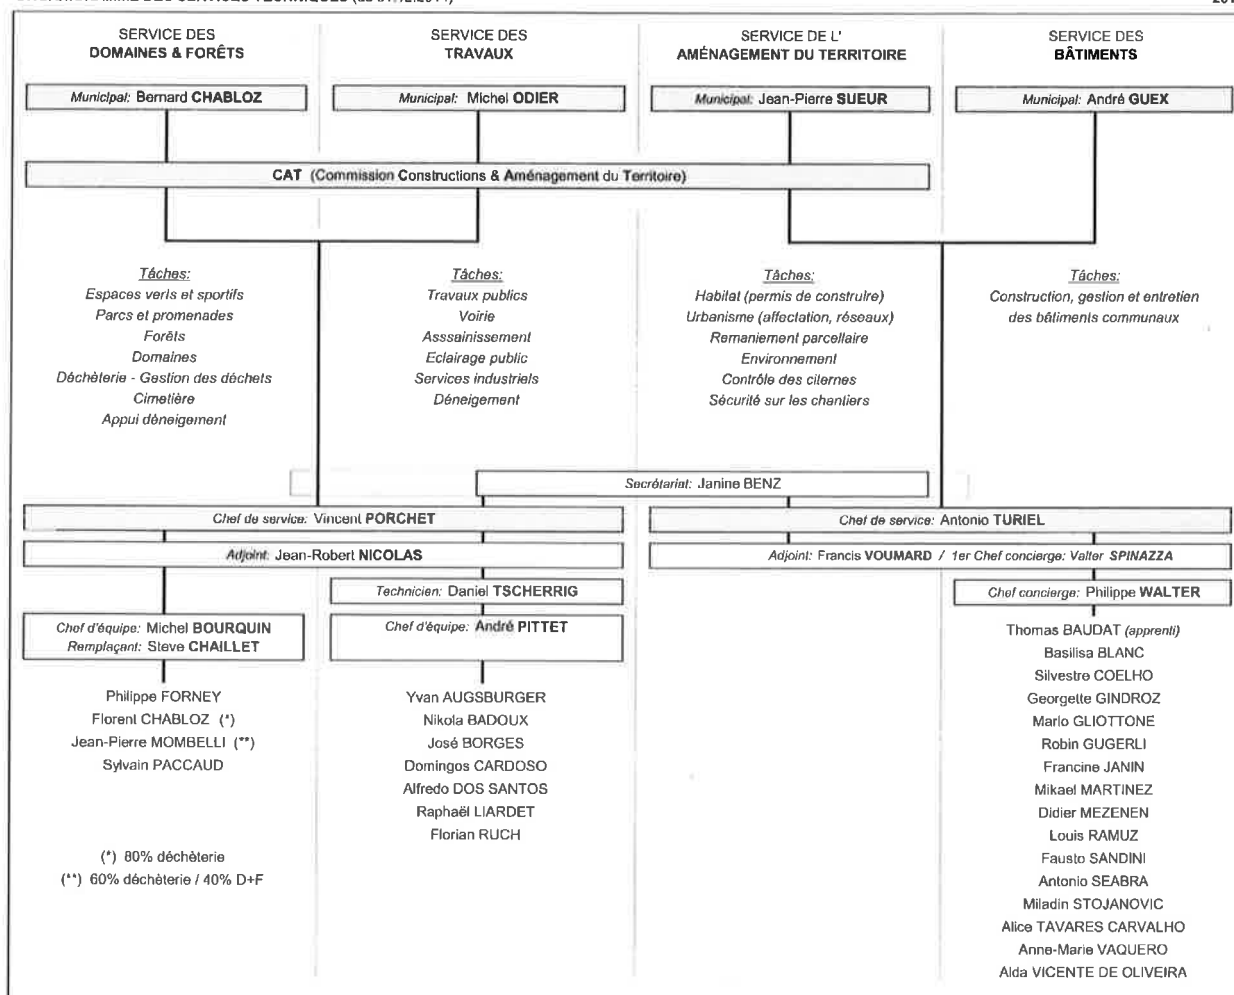 DES SERVICES TECHNIQUES
SERVICE DES
DOMAINES & FORÊTS
Municipal: Bernard CHABLOZ
SERVICE DES
TRAVAUX
Municipal: Michel ODIER
SERVICE DE L'
AMÉNAGEMENT DU TERRITOIRE
Municipal: Jean-Pierre SUEUR
SERVICE DES
BÂTIMENTS
Municipal: André GUEX
CAT (Commission Constructions & Aménagement du Territoire)
Tâches:
Espaces verts et sportifs
Parcs et promenades
Forêts
Domaines
Déchèterie - Gestion des déchets
Cimetière
Appui déneigement
Tâches:
Travaux publics
Voirie
Asssainissement
Eclairage public
Services industriels
Déneigement
Tâches:
Habitat (permis de construire)
Urbanisme (affectation, réseaux)
Remaniement parcellaire
Environnement
Contrôle des citernes
Sécurité sur les chantiers
Tâches:
Construction, gestion et entretien
des bâtiments communaux
Secrétariat: Janine BENZ
Chef de service: Vincent PORCHET
Adjoint: Jean-Robert NICOLAS
Technicien: Daniel TSCHERRIG
Chef d'équipe: Michel BOURQUIN
Remplaçant: Steve CHAILLET
Chef d'équipe: André PITTET
Philippe FORNEY
Florent CHABLOZ (*)
Jean-Pierre MOMBELLI (**)
Sylvain PACCAUD
(*) 80% déchèterie
(**) 60% déchèterie / 40% D+F
Yvan AUGSBURGER
Nikola BADOUX
José BORGES
Domingos CARDOSO
Alfredo DOS SANTOS
Raphaël LIARDET
Florian RUCH
Chef de service: Antonio TURIEL
Adjoint: Francis VOUMARD / 1er Chef concierge: Valter SPINAZZA
Chef concierge: Philippe WALTER
Thomas BAUDAT (apprenti)
Basilisa BLANC
Silvestre COELHO
Georgette GINDROZ
Mario GLIOTTONE
Robin GUGERLI
Francine JANIN
Mikael MARTINEZ
Didier MEZENEN
Louis RAMUZ
Fausto SANDINI
Antonio SEABRA
Miladin STOJANOVIC
Alice TAVARES CARVALHO
Anne-Marie VAQUERO
Alda VICENTE DE OLIVEIRA